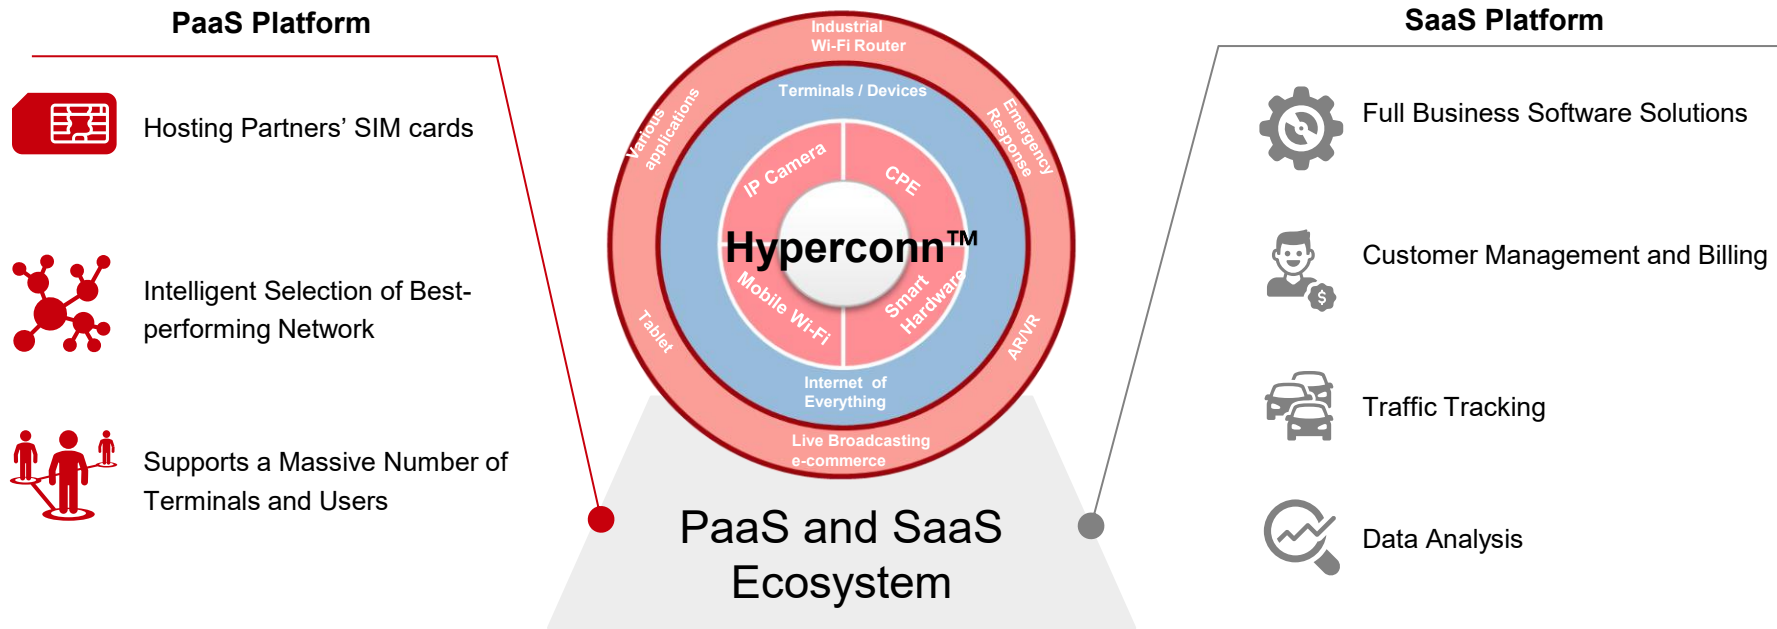 PaaS Platform
Hosting Partners’ SIM cards
Intelligent Selection of Best-
performing Network
Supports a Massive Number of
Terminals and Users
Industrial
Wi-Fi Router
Various
applications
Emergency
Response
Terminals / Devices
IP Camera
CPE
Hyperconn™
Mobile Wi-Fi
Smart
Hardware
Tablet
AR/VR
Internet of
Everything
Live Broadcasting
e-commerce
PaaS and SaaS
Ecosystem
SaaS Platform
Full Business Software Solutions
Customer Management and Billing
$
Traffic Tracking
Data Analysis